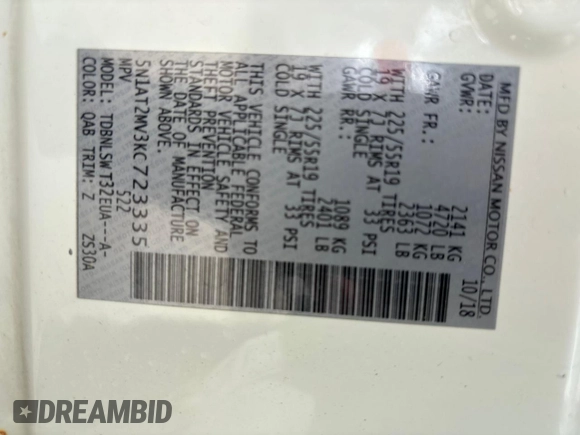 MFD BY NISSAN MOTOR CO., LTD.
DATE: 10/18
GVWR: 2141 KG
4720 LB
GAWR FR.: 1072 KG
2363 LB
WITH 225/55R19 TIRES
19 X 7J RIMS AT 33 PSI
COLD SINGLE
GAWR RR.: 1089 KG
2401 LB
WITH 225/55R19 TIRES
19 X 7J RIMS AT 33 PSI
COLD SINGLE
THIS VEHICLE CONFORMS TO
ALL APPLICABLE FEDERAL
MOTOR VEHICLE SAFETY AND
THEFT PREVENTION
STANDARDS IN EFFECT ON
THE DATE OF MANUFACTURE
SHOWN ABOVE.
5N1AT2MV3KC723335
MPV 522
MODEL: TDBNLSW T32EUA---A-
COLOR: QAB TRIM: Z ZS30A
DREAMBID